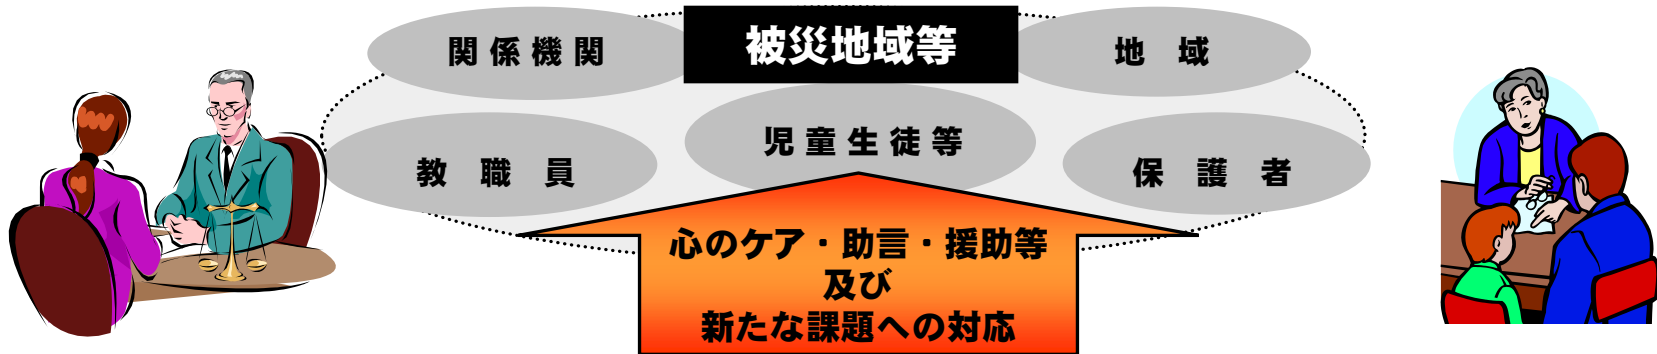 被災地域等
関係機関
地域
児童生徒等
教職員
保護者
心のケア・助言・援助等
及び
新たな課題への対応